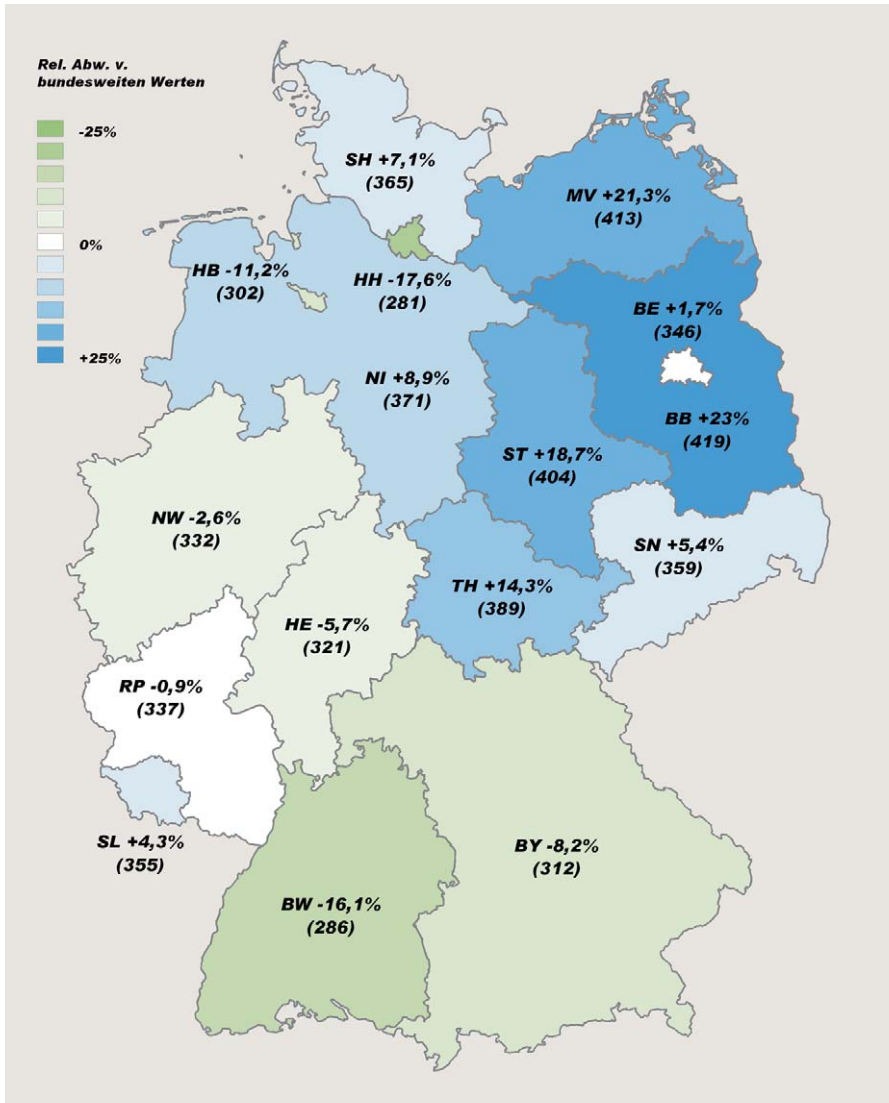 Rel. Abw. v.
bundesweiten Werten
-25%
0%
+25%
SH +7,1%
(365)
MV +21,3%
(413)
HB -11,2%
(302)
HH -17,6%
(281)
BE +1,7%
(346)
NI +8,9%
(371)
BB +23%
(419)
ST +18,7%
(404)
NW -2,6%
(332)
SN +5,4%
(359)
TH +14,3%
(389)
HE -5,7%
(321)
RP -0,9%
(337)
SL +4,3%
(355)
BY -8,2%
(312)
BW -16,1%
(286)